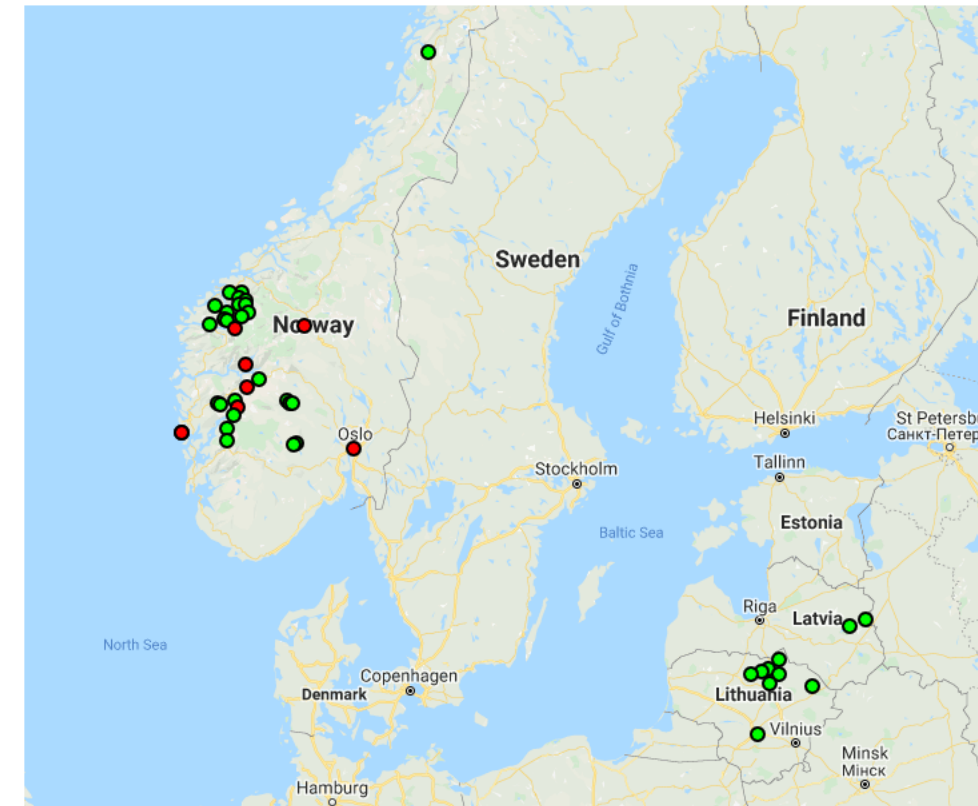 Sweden
Gulf of Bothnia
Finland
Norway
Helsinki
St Petersb
Санкт-Петер
Oslo
Tallinn
Stockholm
Estonia
Baltic Sea
Riga
Latvia
North Sea
Copenhagen
Denmark
Lithuania
Vilnius
Minsk
Мінск
Hamburg